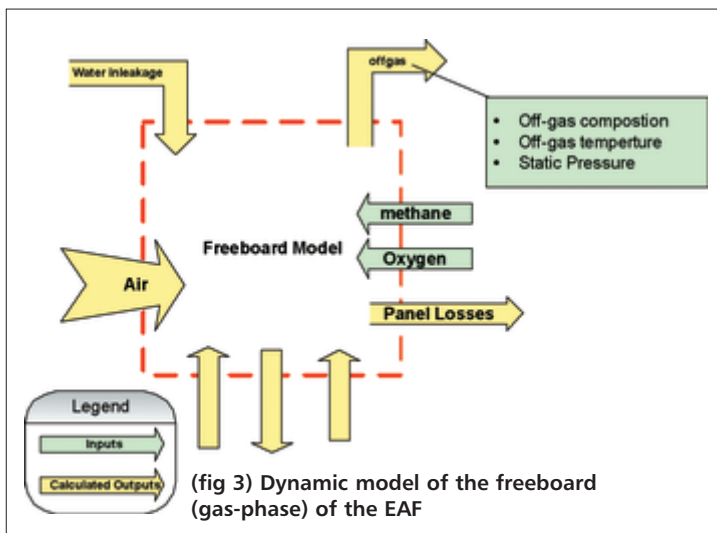 Water inleakage
offgas
• Off-gas compostion
• Off-gas temperture
• Static Pressure
methane
Freeboard Model
Oxygen
Air
Panel Losses
Legend
Inputs
Calculated Outputs
(fig 3) Dynamic model of the freeboard
(gas-phase) of the EAF